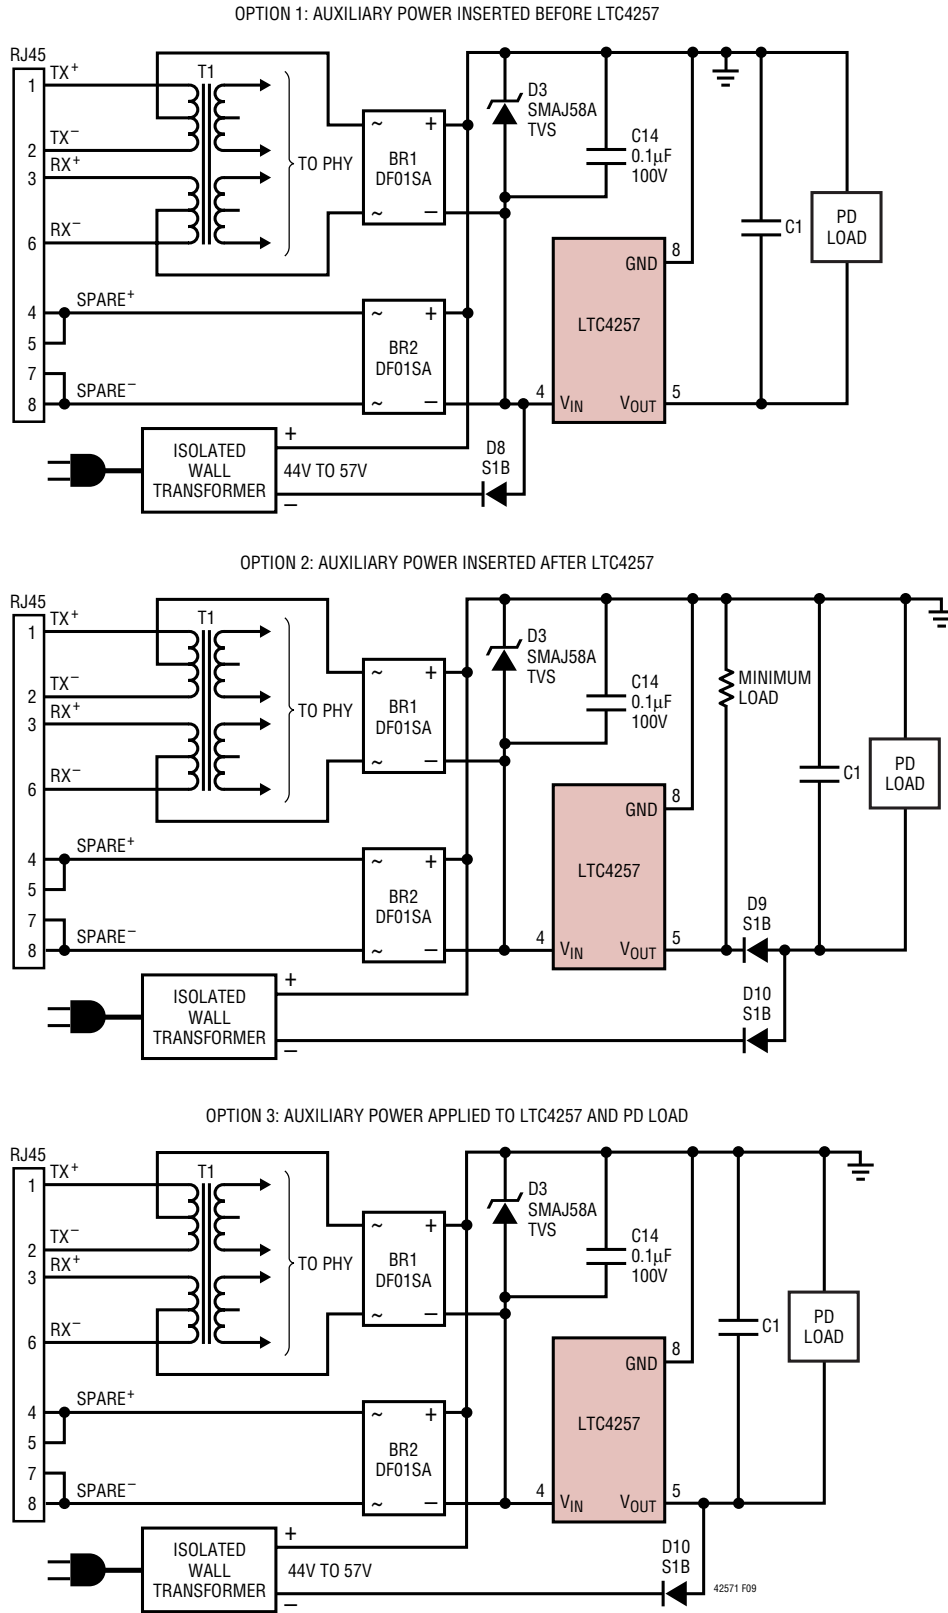 OPTION 1: AUXILIARY POWER INSERTED BEFORE LTC4257
RJ45
1
TX+
T1
2
TX−
3
RX+
6
RX−
TO PHY
~
+
BR1
DF01SA
~
−
D3
SMAJ58A
TVS
C14
0.1µF
100V
C1
PD
LOAD
4
SPARE+
5
7
8
SPARE−
~
+
BR2
DF01SA
~
−
GND
8
LTC4257
4
VIN
VOUT
5
ISOLATED
WALL
TRANSFORMER
+
44V TO 57V
−
D8
S1B
OPTION 2: AUXILIARY POWER INSERTED AFTER LTC4257
RJ45
1
TX+
T1
2
TX−
3
RX+
6
RX−
TO PHY
~
+
BR1
DF01SA
~
−
D3
SMAJ58A
TVS
C14
0.1µF
100V
MINIMUM
LOAD
C1
PD
LOAD
4
SPARE+
5
7
8
SPARE−
~
+
BR2
DF01SA
~
−
GND
8
LTC4257
4
VIN
VOUT
5
D9
S1B
ISOLATED
WALL
TRANSFORMER
+
−
D10
S1B
OPTION 3: AUXILIARY POWER APPLIED TO LTC4257 AND PD LOAD
RJ45
1
TX+
T1
2
TX−
3
RX+
6
RX−
TO PHY
~
+
BR1
DF01SA
~
−
D3
SMAJ58A
TVS
C14
0.1µF
100V
C1
PD
LOAD
4
SPARE+
5
7
8
SPARE−
~
+
BR2
DF01SA
~
−
GND
8
LTC4257
4
VIN
VOUT
5
ISOLATED
WALL
TRANSFORMER
+
44V TO 57V
−
D10
S1B
42571 F09